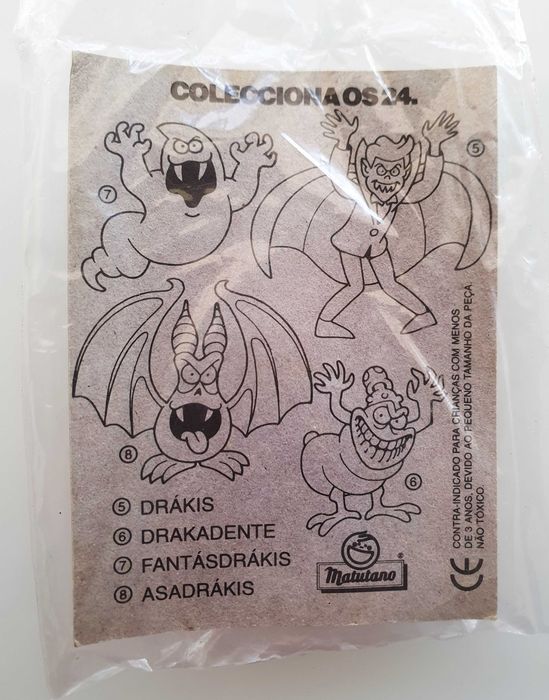 COLECCIONA OS 24.
⑦
⑤
⑧
⑥
⑤ DRÁKIS
⑥ DRAKADENTE
⑦ FANTÁSDRÁKIS
⑧ ASADRÁKIS
Matutano ®
CE
CONTRA-INDICADO PARA CRIANÇAS COM MENOS
DE 3 ANOS, DEVIDO AO PEQUENO TAMANHO DA PEÇA
NÃO TÓXICO